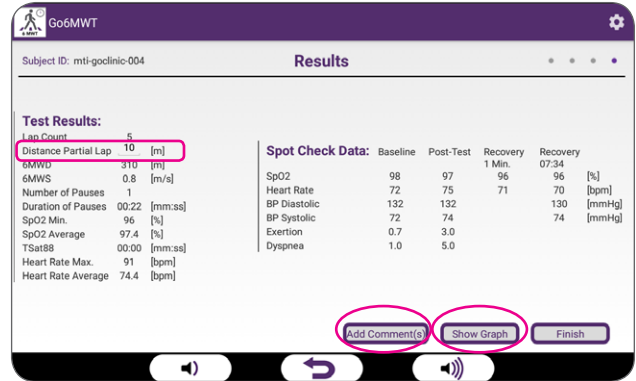 6 MWT
Go6MWT
Subject ID: mti-goclinic-004
Results
Test Results:
Lap Count 5
Distance Partial Lap 10 [m]
6MWD 310 [m]
6MWS 0.8 [m/s]
Number of Pauses 1
Duration of Pauses 00:22 [mm:ss]
SpO2 Min. 96 [%]
SpO2 Average 97.4 [%]
TSat88 00:00 [mm:ss]
Heart Rate Max. 91 [bpm]
Heart Rate Average 74.4 [bpm]
Spot Check Data: Baseline Post-Test Recovery Recovery
1 Min. 07:34
SpO2 98 97 96 96 [%]
Heart Rate 72 75 71 70 [bpm]
BP Diastolic 132 132 130 [mmHg]
BP Systolic 72 74 74 [mmHg]
Exertion 0.7 3.0
Dyspnea 1.0 5.0
Add Comment(s) Show Graph Finish